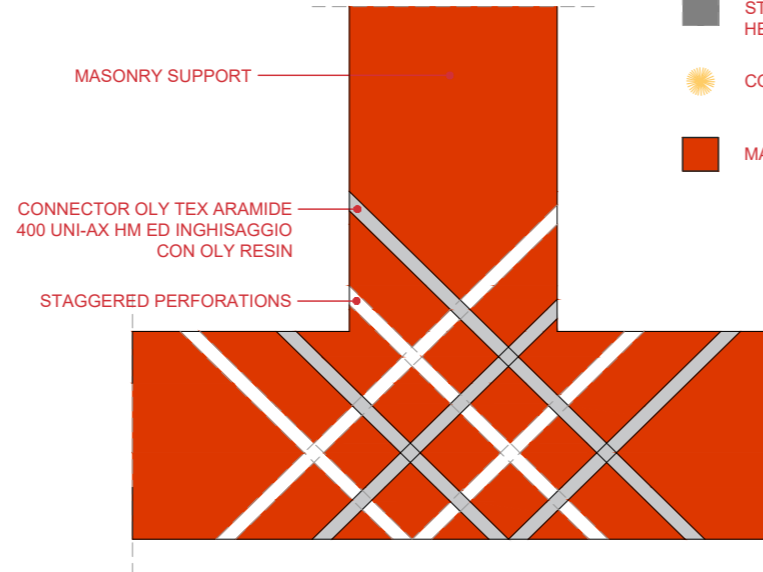 MASONRY SUPPORT
CONNECTOR OLY TEX ARAMIDE
400 UNI-AX HM ED INGHISAGGIO
CON OLY RESIN
STAGGERED PERFORATIONS